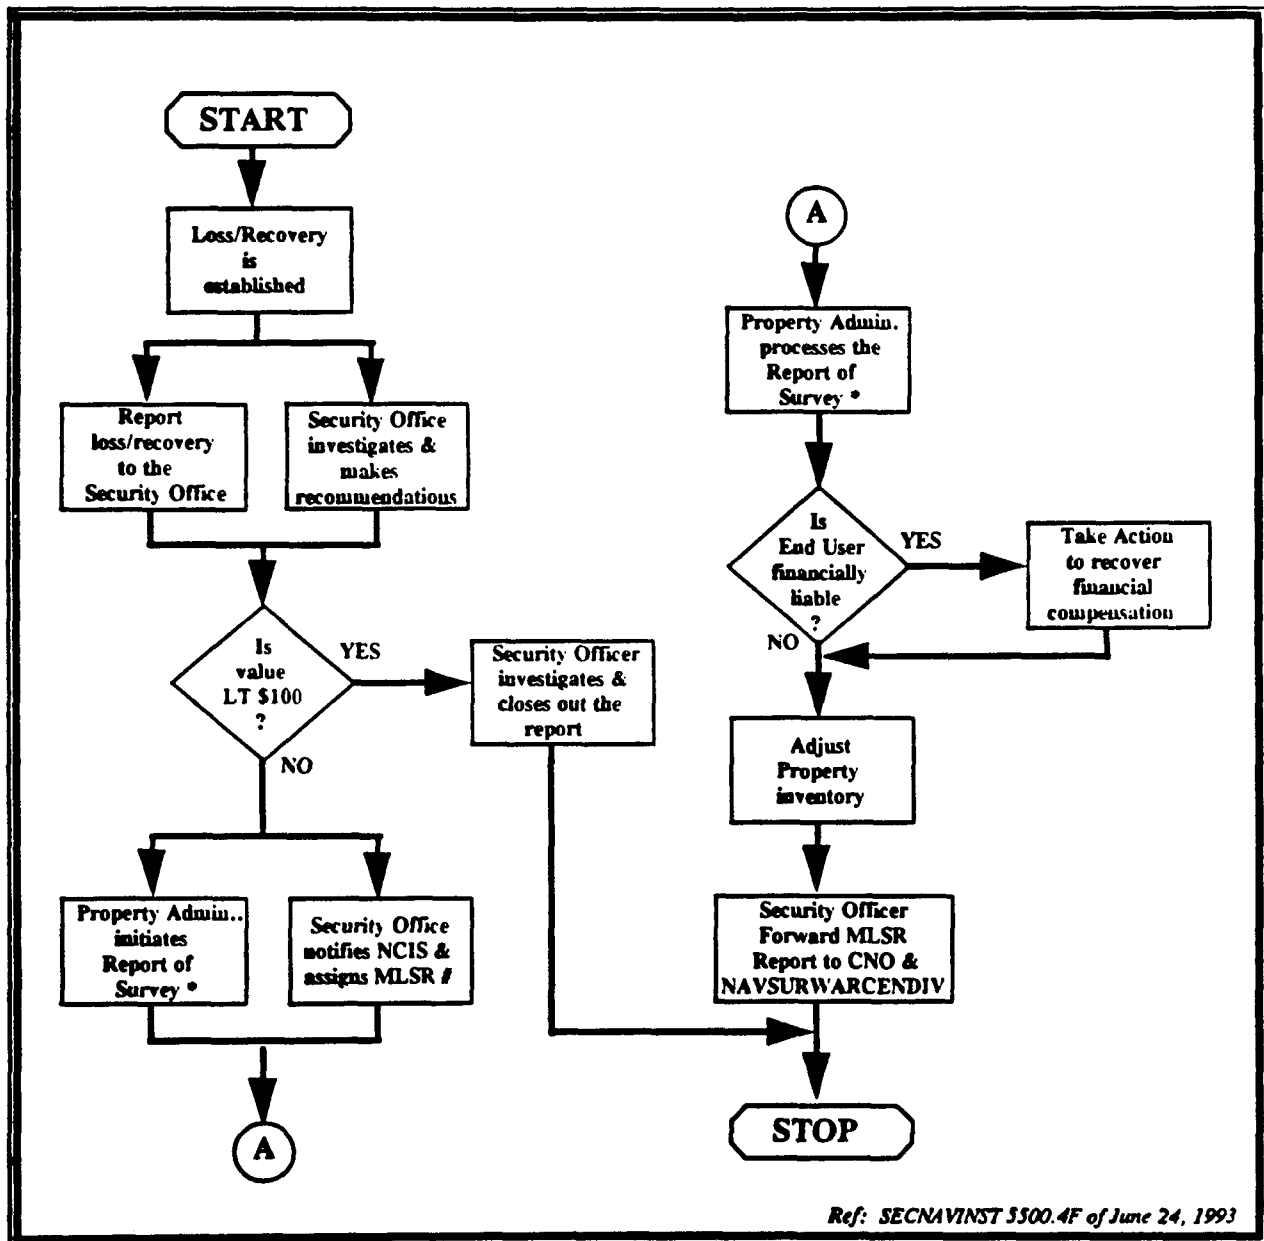 START
Loss/Recovery
is
established
Report
loss/recovery
to the
Security Office
Security Office
investigates &
makes
recommendations
Is
value
LT $100
?
YES
NO
Security Officer
investigates &
closes out the
report
Property Admin..
initiates
Report of
Survey *
Security Office
notifies NCIS &
assigns MLSR #
A
A
Property Admin.
processes the
Report of
Survey *
Is
End User
financially
liable
?
YES
NO
Take Action
to recover
financial
compensation
Adjust
Property
inventory
Security Officer
Forward MLSR
Report to CNO &
NAVSURWARCENDIV
STOP
Ref: SECNAVINST 5500.4F of June 24, 1993